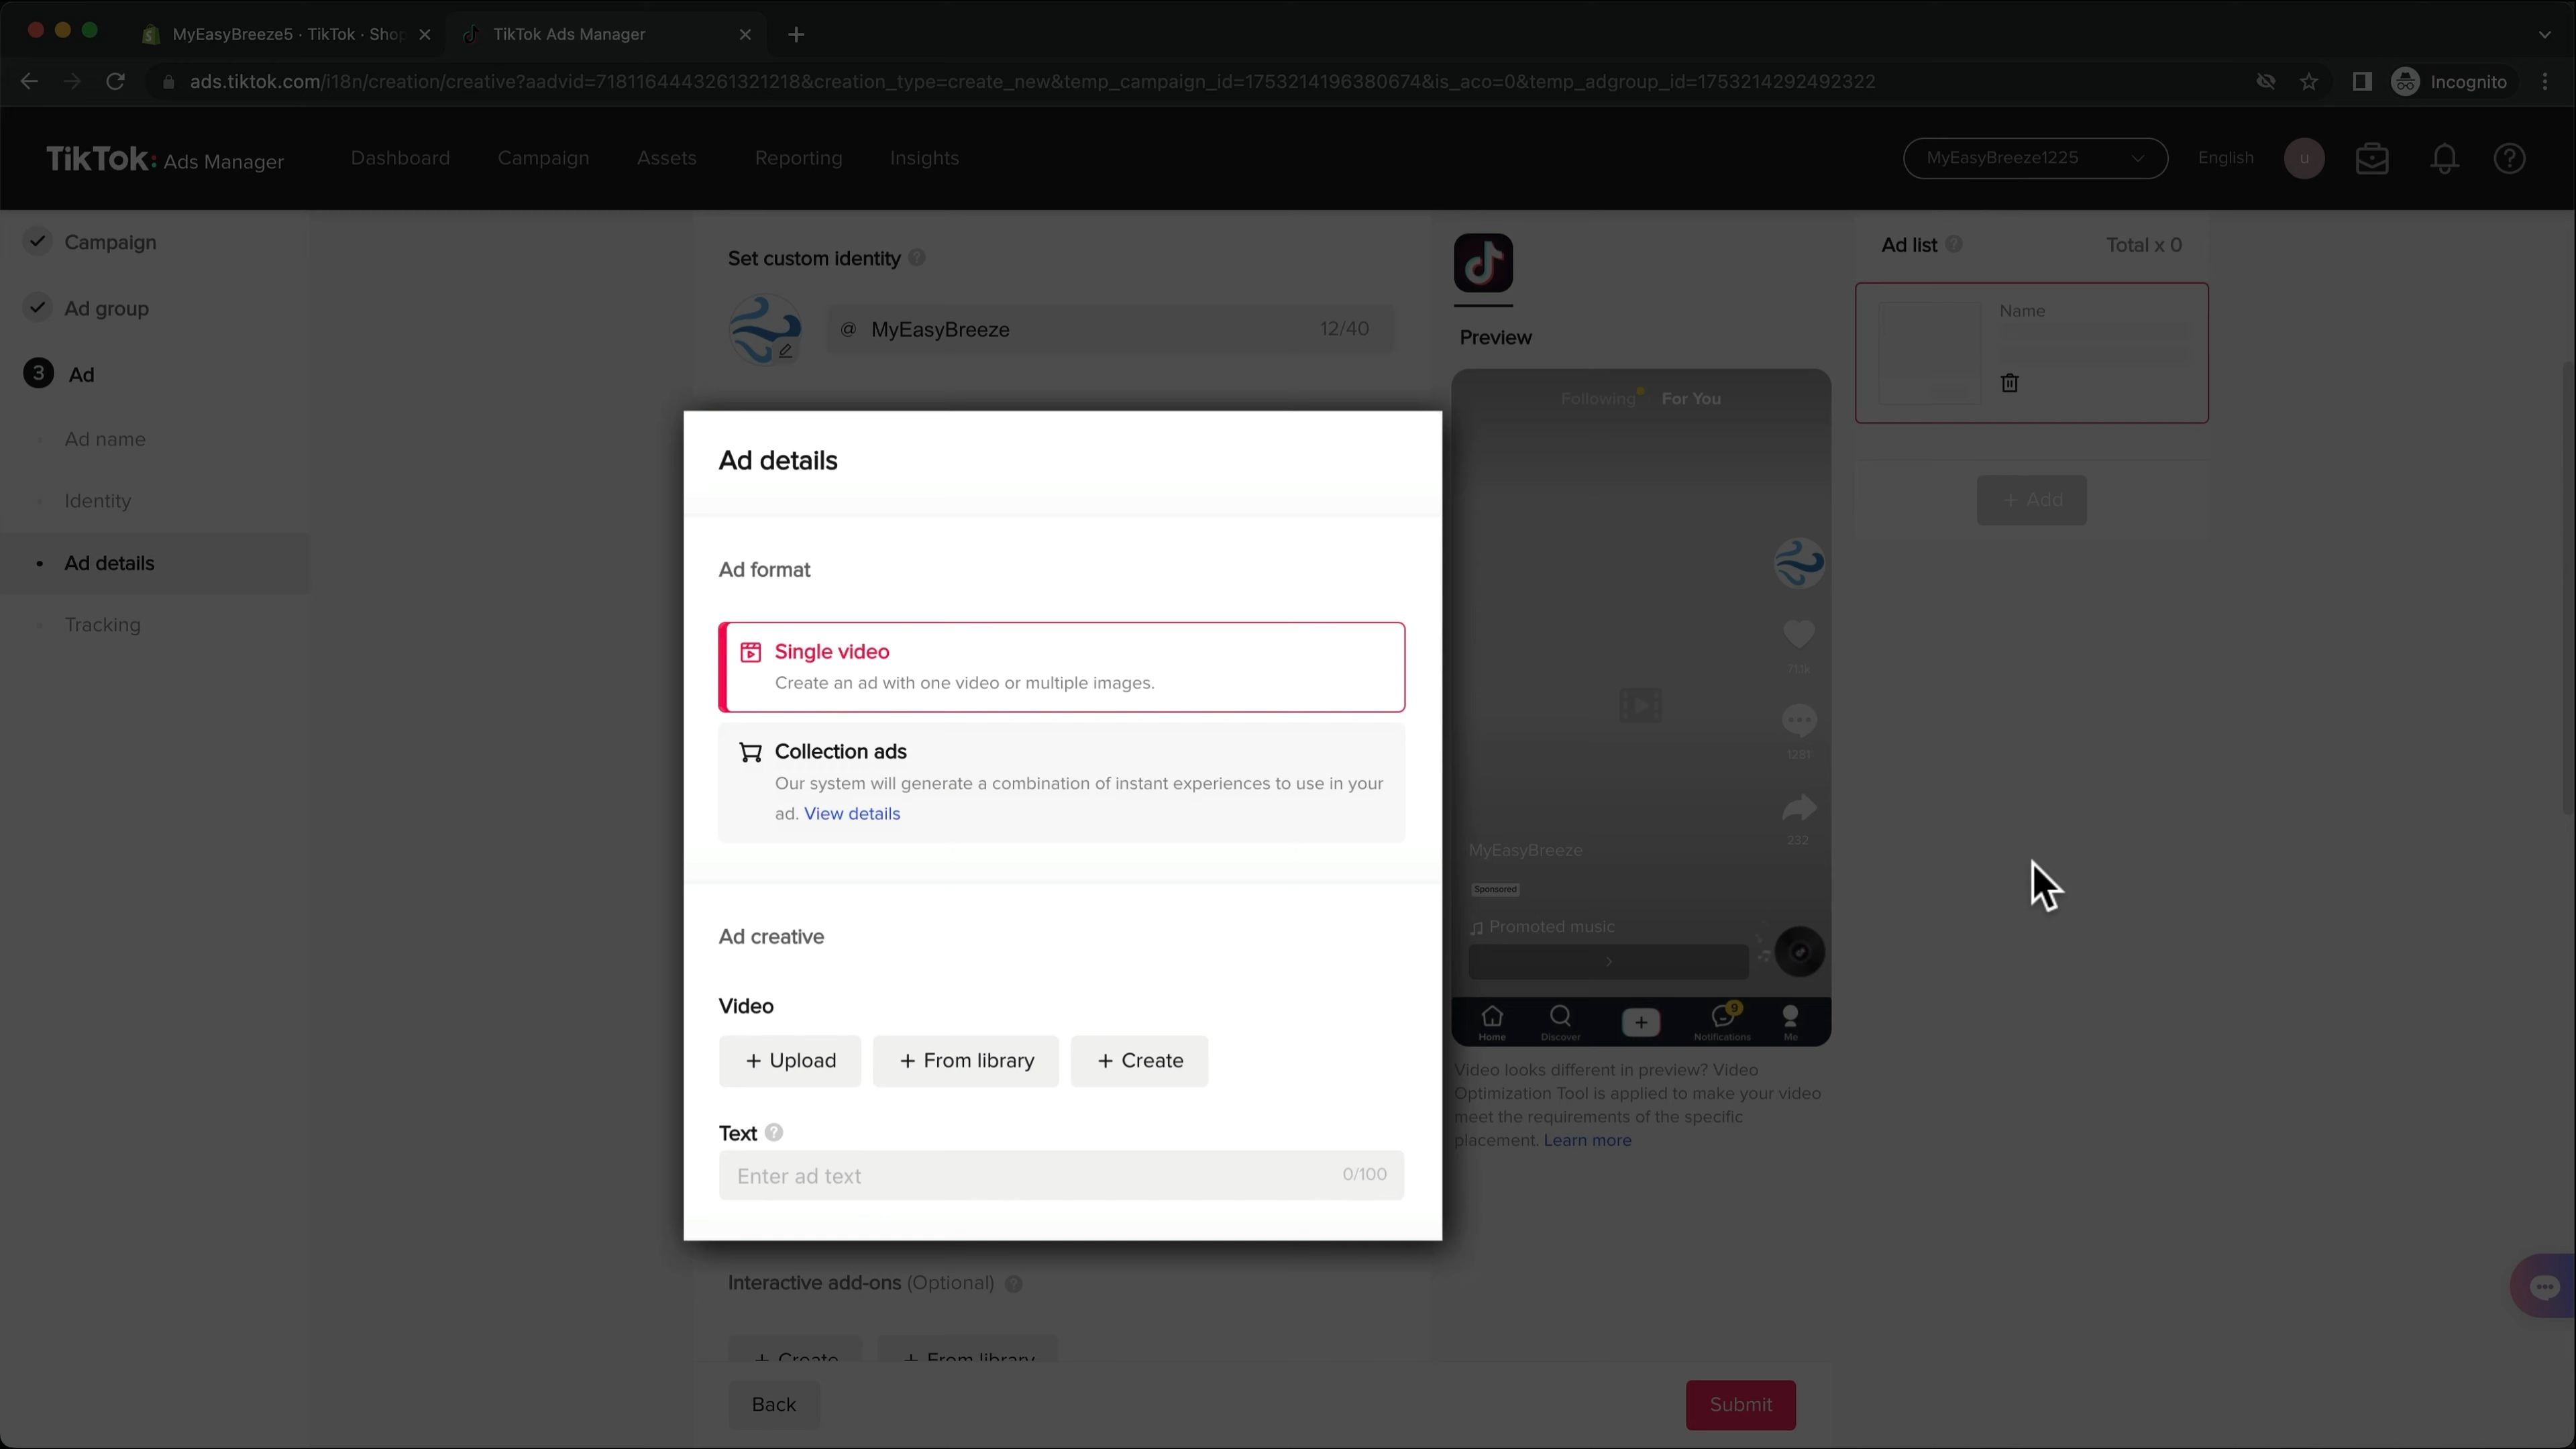 MyEasyBreeze5 · TikTok · Shop
TikTok Ads Manager
ads.tiktok.com/i18n/creation/creative?aadvid=7181164443261321218&creation_type=create_new&temp_campaign_id=1753214196380674&is_aco=0&temp_adgroup_id=1753214292492322
Incognito
TikTok: Ads Manager
Dashboard
Campaign
Assets
Reporting
Insights
MyEasyBreeze1225
English
u
Campaign
Ad group
3 Ad
Ad name
Identity
Ad details
Tracking
Set custom identity
@ MyEasyBreeze 12/40
Ad details
Ad format
Single video
Create an ad with one video or multiple images.
Collection ads
Our system will generate a combination of instant experiences to use in your
ad. View details
Ad creative
Video
+ Upload
+ From library
+ Create
Text
Enter ad text 0/100
Interactive add-ons (Optional)
+ Create
+ From library
Back
Submit
Preview
Following For You
1281
232
MyEasyBreeze
Sponsored
Promoted music
Home
Discover
9
Notifications
Me
Video looks different in preview? Video
Optimization Tool is applied to make your video
meet the requirements of the specific
placement. Learn more
Ad list
Total x 0
Name
+ Add